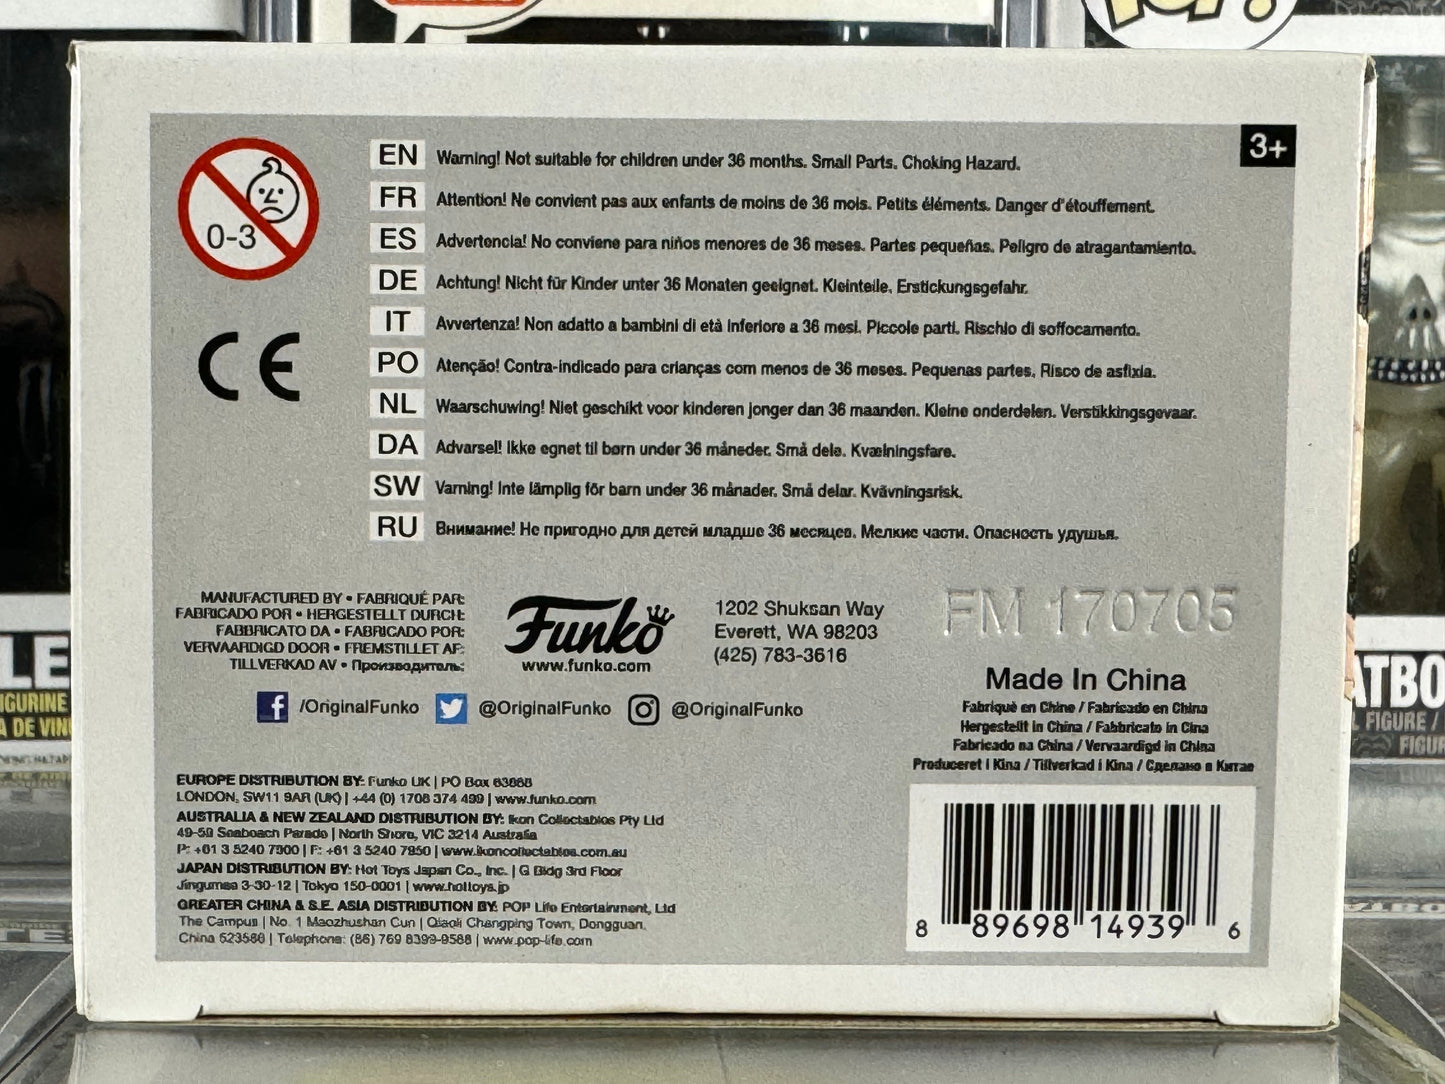 POP!
3+
0-3
EN Warning! Not suitable for children under 36 months. Small Parts. Choking Hazard.
FR Attention! Ne convient pas aux enfants de moins de 36 mois. Petits éléments. Danger d'étouffement.
ES Advertencia! No conviene para niños menores de 36 meses. Partes pequeñas. Peligro de atragantamiento.
DE Achtung! Nicht für Kinder unter 36 Monaten geeignet. Kleinteile. Erstickungsgefahr.
IT Avvertenza! Non adatto a bambini di età inferiore a 36 mesi. Piccole parti. Rischio di soffocamento.
PO Atenção! Contra-indicado para crianças com menos de 36 meses. Pequenas partes. Risco de asfixia.
NL Waarschuwing! Niet geschikt voor kinderen jonger dan 36 maanden. Kleine onderdelen. Verstikkingsgevaar.
DA Advarsel! Ikke egnet til børn under 36 måneder. Små dele. Kvælningsfare.
SW Varning! Inte lämplig för barn under 36 månader. Små delar. Kvävningsrisk.
RU Внимание! Не пригодно для детей младше 36 месяцев. Мелкие части. Опасность удушья.
CE
MANUFACTURED BY • FABRIQUÉ PAR:
FABRICADO POR • HERGESTELLT DURCH:
FABBRICATO DA • FABRICADO POR:
VERVAARDIGD DOOR • FREMSTILLET AF:
TILLVERKAD AV • Производитель:
Funko
www.funko.com
1202 Shuksan Way
Everett, WA 98203
(425) 783-3616
FM 170705
/OriginalFunko @OriginalFunko @OriginalFunko
Made In China
Fabriqué en Chine / Fabricado en China
Hergestellt in China / Fabbricato in Cina
Fabricado na China / Vervaardigd in China
Produceret i Kina / Tillverkad i Kina / Сделано в Китае
EUROPE DISTRIBUTION BY: Funko UK | PO Box
LONDON, SW11 9AR (UK) | +44 (0) 1708 374 499 | www.funko.com
AUSTRALIA & NEW ZEALAND DISTRIBUTION BY: Ikon Collectables Pty Ltd
49-59 Seabeach Parade | North Shore, VIC 3214 Australia
P: +61 3 5240 7900 | F: +61 3 5240 7950 | www.ikoncollectables.com.au
JAPAN DISTRIBUTION BY: Hot Toys Japan Co., Inc. | G Bldg 3rd Floor
Jingumae 3-30-12 | Tokyo 150-0001 | www.hottoys.jp
GREATER CHINA & S.E. ASIA DISTRIBUTION BY: POP Life Entertainment, Ltd
The Campus | No. 1 Maozhushan Cun | Qiaoli Changping Town, Dongguan,
China 523586 | Telephone: (86) 769 8399-9588 | www.pop-life.com
8 89698 14939 6
LE
IGURINE
A DE VIN
ATBO
L FIGURE /
FIGUR